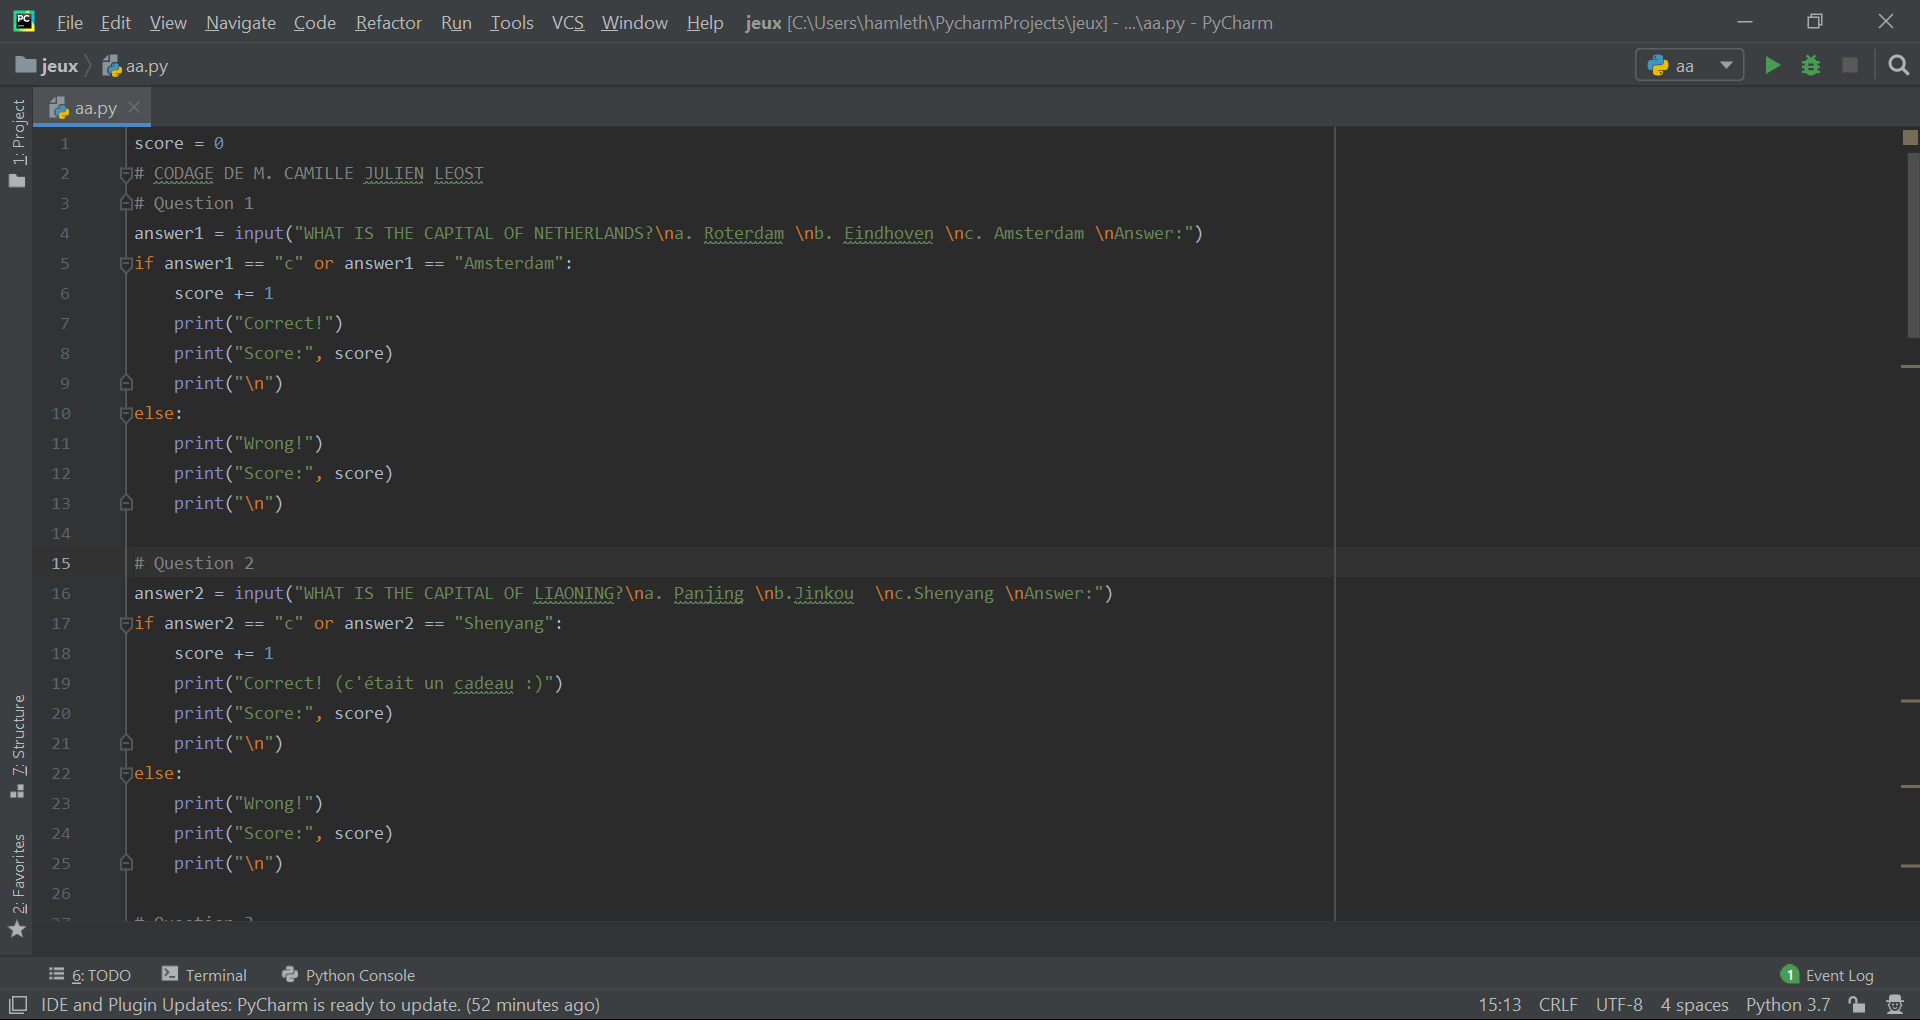 File Edit View Navigate Code Refactor Run Tools VCS Window Help jeux [C:\Users\hamleth\PycharmProjects\jeux] - ...\aa.py - PyCharm
jeux aa.py aa
1: Project
aa.py
1 score = 0
2 # CODAGE DE M. CAMILLE JULIEN LEOST
3 # Question 1
4 answer1 = input("WHAT IS THE CAPITAL OF NETHERLANDS?\na. Roterdam \nb. Eindhoven \nc. Amsterdam \nAnswer:")
5 if answer1 == "c" or answer1 == "Amsterdam":
6     score += 1
7     print("Correct!")
8     print("Score:", score)
9     print("\n")
10 else:
11     print("Wrong!")
12     print("Score:", score)
13     print("\n")
14
15 # Question 2
16 answer2 = input("WHAT IS THE CAPITAL OF LIAONING?\na. Panjing \nb.Jinkou  \nc.Shenyang \nAnswer:")
17 if answer2 == "c" or answer2 == "Shenyang":
18     score += 1
19     print("Correct! (c'était un cadeau :)")
20     print("Score:", score)
21     print("\n")
22 else:
23     print("Wrong!")
24     print("Score:", score)
25     print("\n")
26
27 # Question
7: Structure
2: Favorites
6: TODO Terminal Python Console 1 Event Log
IDE and Plugin Updates: PyCharm is ready to update. (52 minutes ago) 15:13 CRLF UTF-8 4 spaces Python 3.7